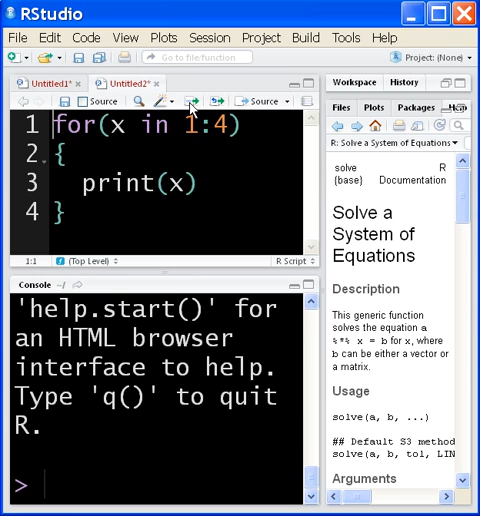 RStudio
File Edit Code View Plots Session Project Build Tools Help
Go to file/function Project: (None)
Untitled1* Untitled2*
Source Source
1 for(x in 1:4)
2 {
3 print(x)
4 }
1:1 (Top Level) R Script
Console ~/
'help.start()' for
an HTML browser
interface to help.
Type 'q()' to quit
R.
>
Workspace History
Files Plots Packages Help
R: Solve a System of Equations
solve R
{base} Documentation
Solve a
System of
Equations
Description
This generic function
solves the equation a
%*% x = b for x, where
b can be either a vector or
a matrix.
Usage
solve(a, b, ...)
## Default S3 method
solve(a, b, tol, LIN
Arguments